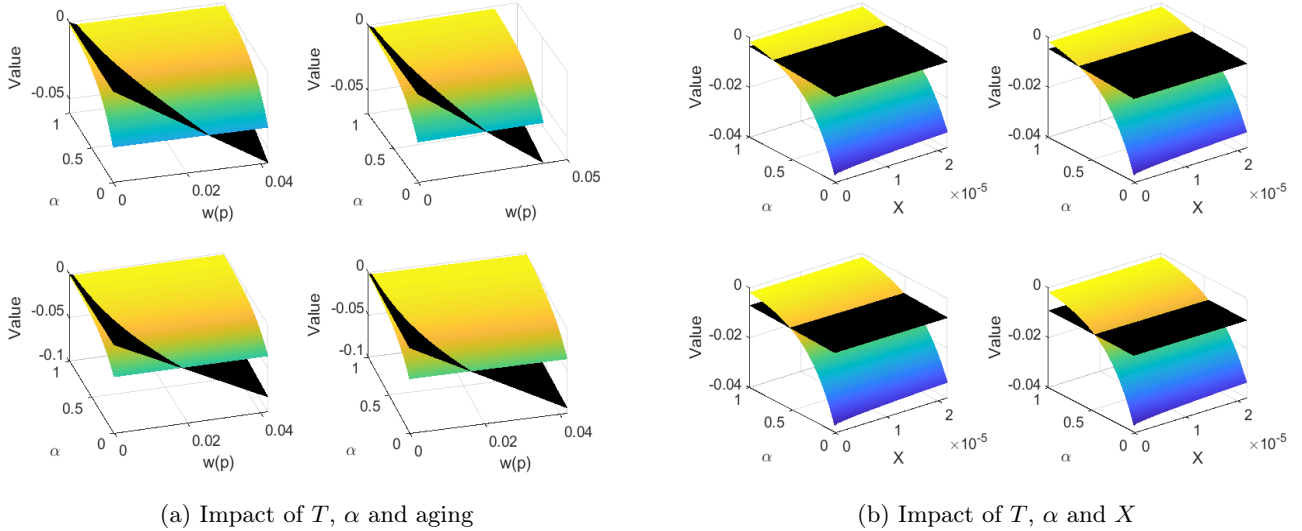 0
-0.05
Value
1
0.5
0
α
0
0.02
0.04
w(p)
0
-0.05
Value
1
0.5
0
α
0
0.05
w(p)
0
-0.02
-0.04
Value
1
0.5
0
α
0
1
2
×10⁻⁵
X
0
-0.02
-0.04
Value
1
0.5
0
α
0
1
2
×10⁻⁵
X
0
-0.05
-0.1
Value
1
0.5
0
α
0
0.02
0.04
w(p)
0
-0.05
-0.1
Value
1
0.5
0
α
0
0.02
0.04
w(p)
0
-0.02
-0.04
Value
1
0.5
0
α
0
1
2
×10⁻⁵
X
0
-0.02
-0.04
Value
1
0.5
0
α
0
1
2
×10⁻⁵
X
(a) Impact of T, α and aging
(b) Impact of T, α and X